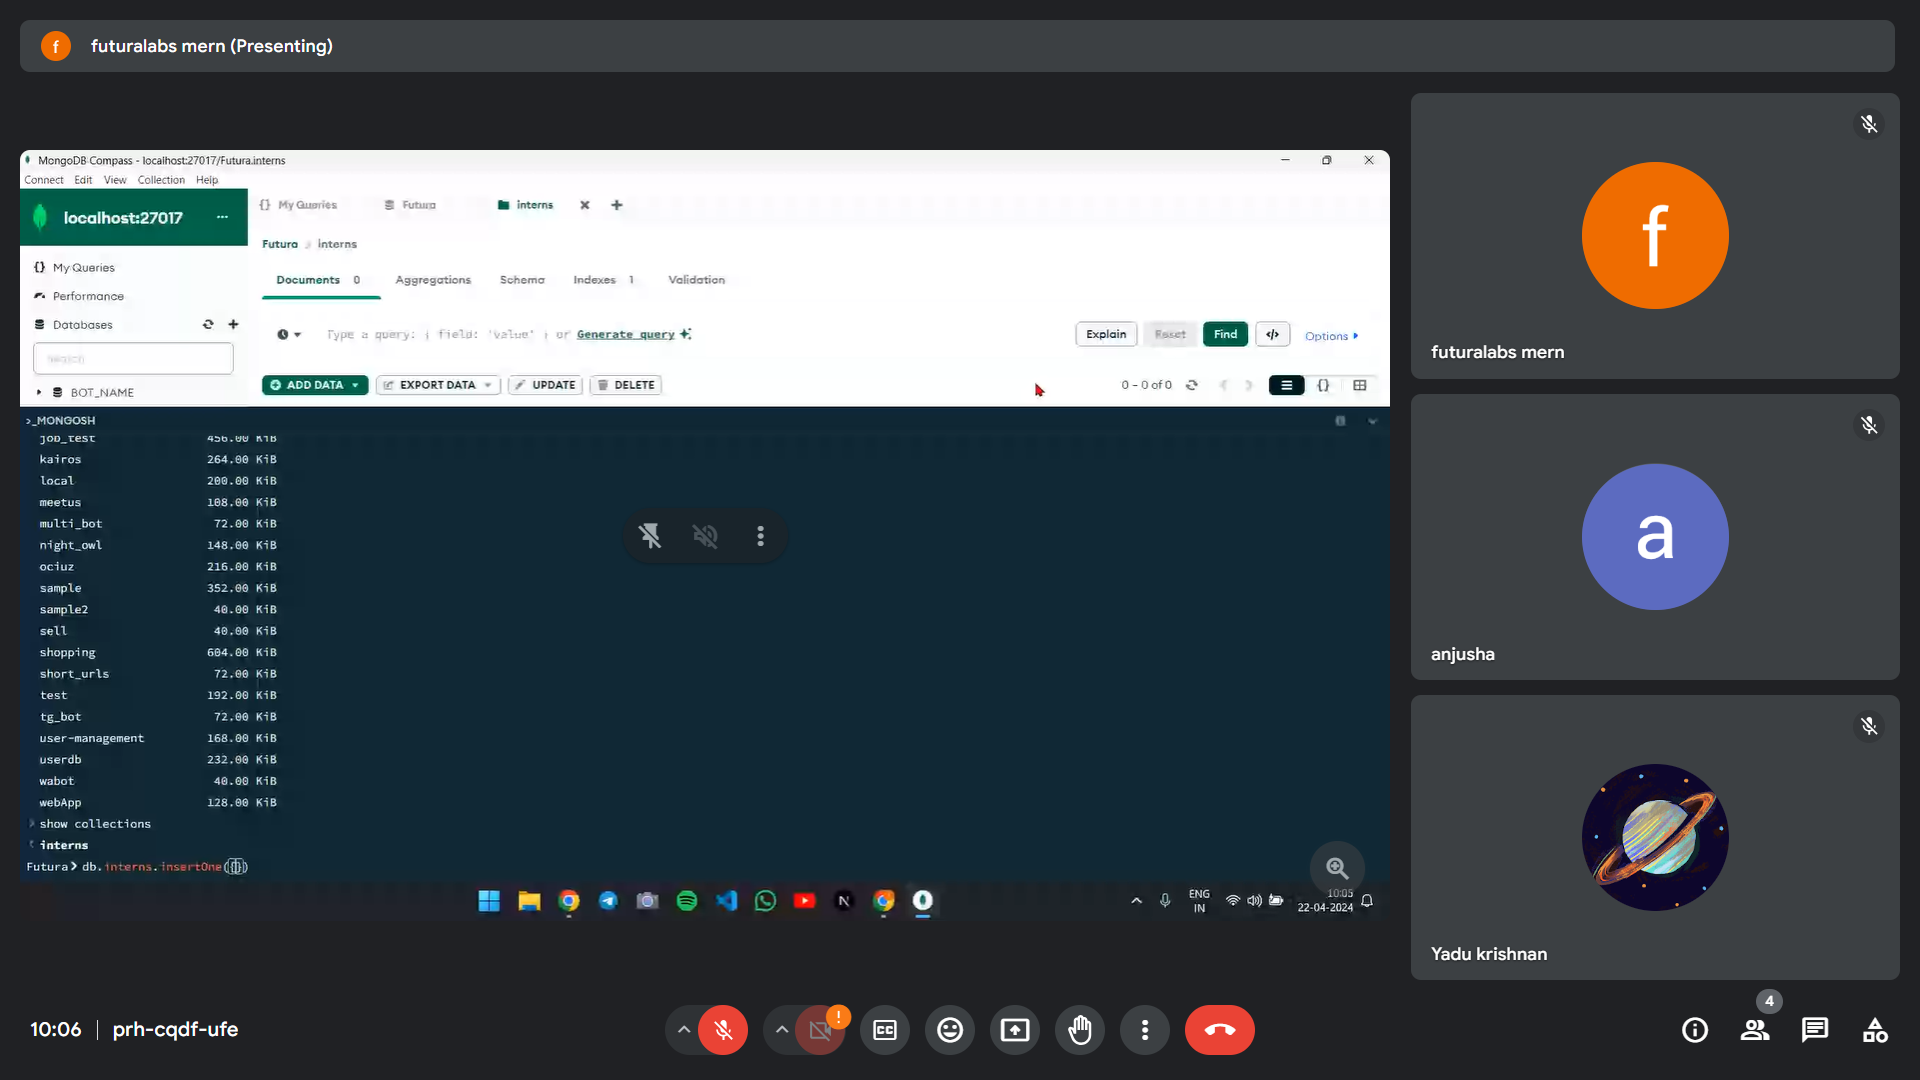 f futuralabs mern (Presenting)
MongoDB Compass - localhost:27017/Futura.interns
Connect Edit View Collection Help
localhost:27017 ...
{} My Queries Futura interns
Futura interns
My Queries
Performance
Databases
Search
BOT_NAME
Documents 0 Aggregations Schema Indexes 1 Validation
Type a query: { field: 'value' } or Generate query
Explain Reset Find </> Options
ADD DATA EXPORT DATA UPDATE DELETE
0 – 0 of 0 {}
>_MONGOSH
job_test 456.00 KiB
kairos 264.00 KiB
local 200.00 KiB
meetus 108.00 KiB
multi_bot 72.00 KiB
night_owl 148.00 KiB
ociuz 216.00 KiB
sample 352.00 KiB
sample2 40.00 KiB
sell 40.00 KiB
shopping 604.00 KiB
short_urls 72.00 KiB
test 192.00 KiB
tg_bot 72.00 KiB
user-management 168.00 KiB
userdb 232.00 KiB
wabot 40.00 KiB
webApp 128.00 KiB
> show collections
< interns
Futura> db.interns.insertOne({})
ENG
IN
10:05
22-04-2024
f
futuralabs mern
a
anjusha
Yadu krishnan
10:06 | prh-cqdf-ufe
!
CC
4